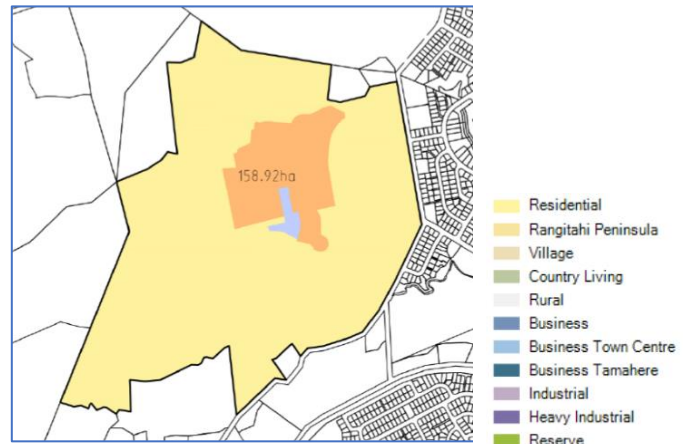 158.92ha
Residential
Rangitahi Peninsula
Village
Country Living
Rural
Business
Business Town Centre
Business Tamahere
Industrial
Heavy Industrial
Reserve